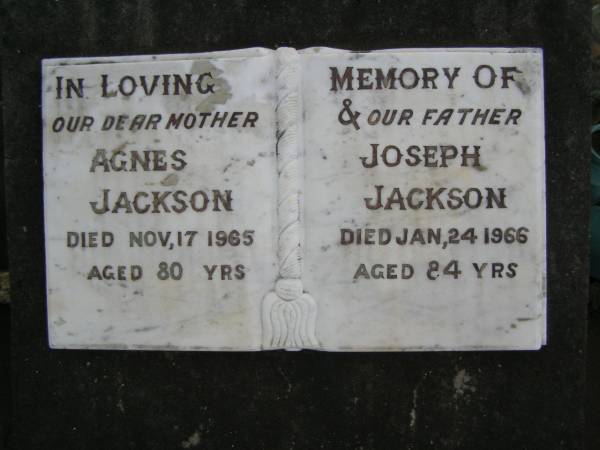 IN LOVING MEMORY OF
OUR DEAR MOTHER & OUR FATHER
AGNES JOSEPH
JACKSON JACKSON
DIED NOV, 17 1965 DIED JAN, 24 1966
AGED 80 YRS AGED 84 YRS